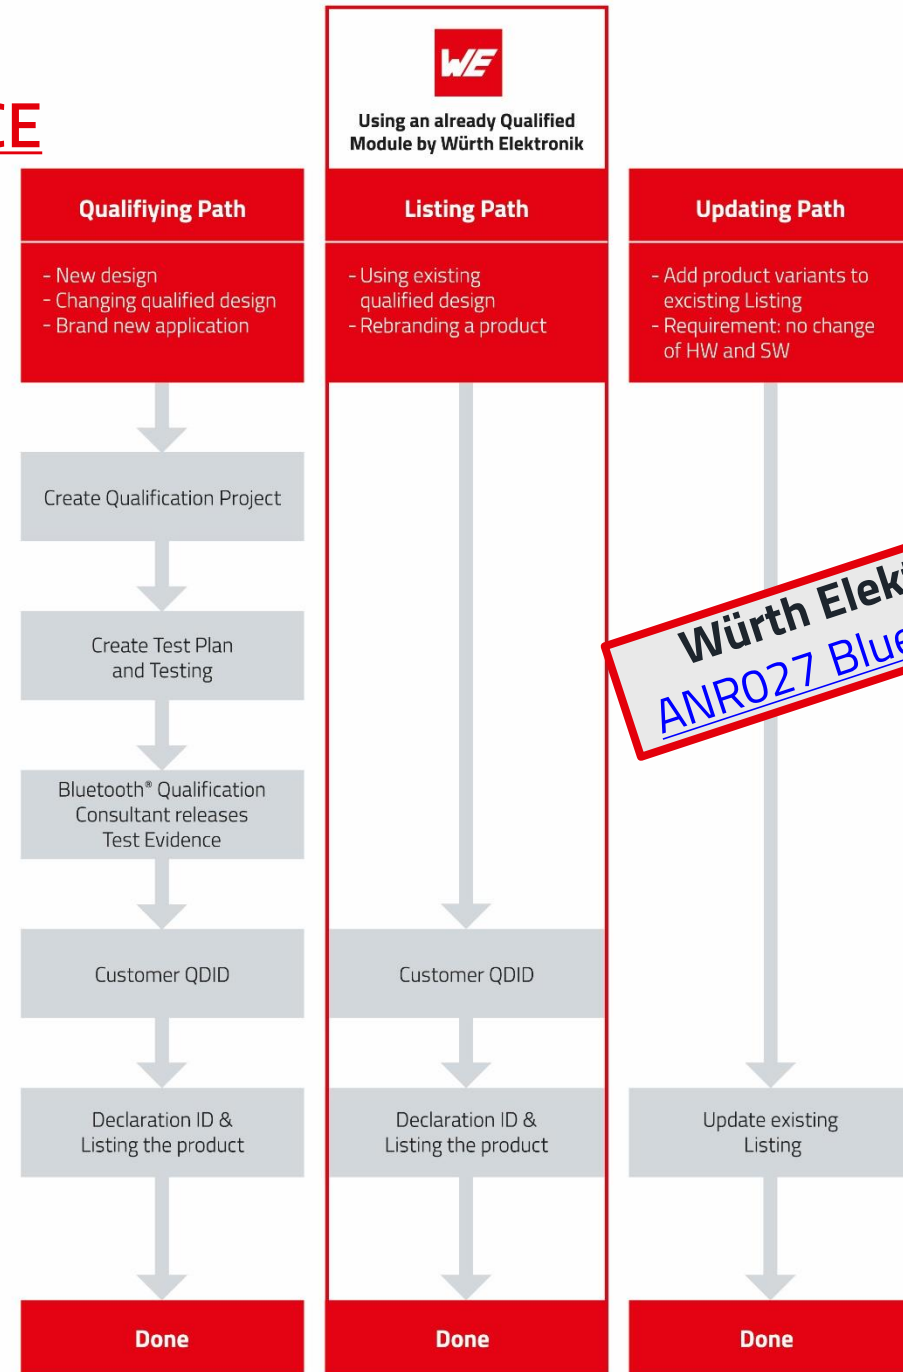 WE
Using an already Qualified
Module by Würth Elektronik
Qualifiying Path
- New design
- Changing qualified design
- Brand new application
Create Qualification Project
Create Test Plan
and Testing
Bluetooth® Qualification
Consultant releases
Test Evidence
Customer QDID
Declaration ID &
Listing the product
Done
Listing Path
- Using existing
qualified design
- Rebranding a product
Customer QDID
Declaration ID &
Listing the product
Done
Updating Path
- Add product variants to
excisting Listing
- Requirement: no change
of HW and SW
Würth
ANR027
Update existing
Listing
Done